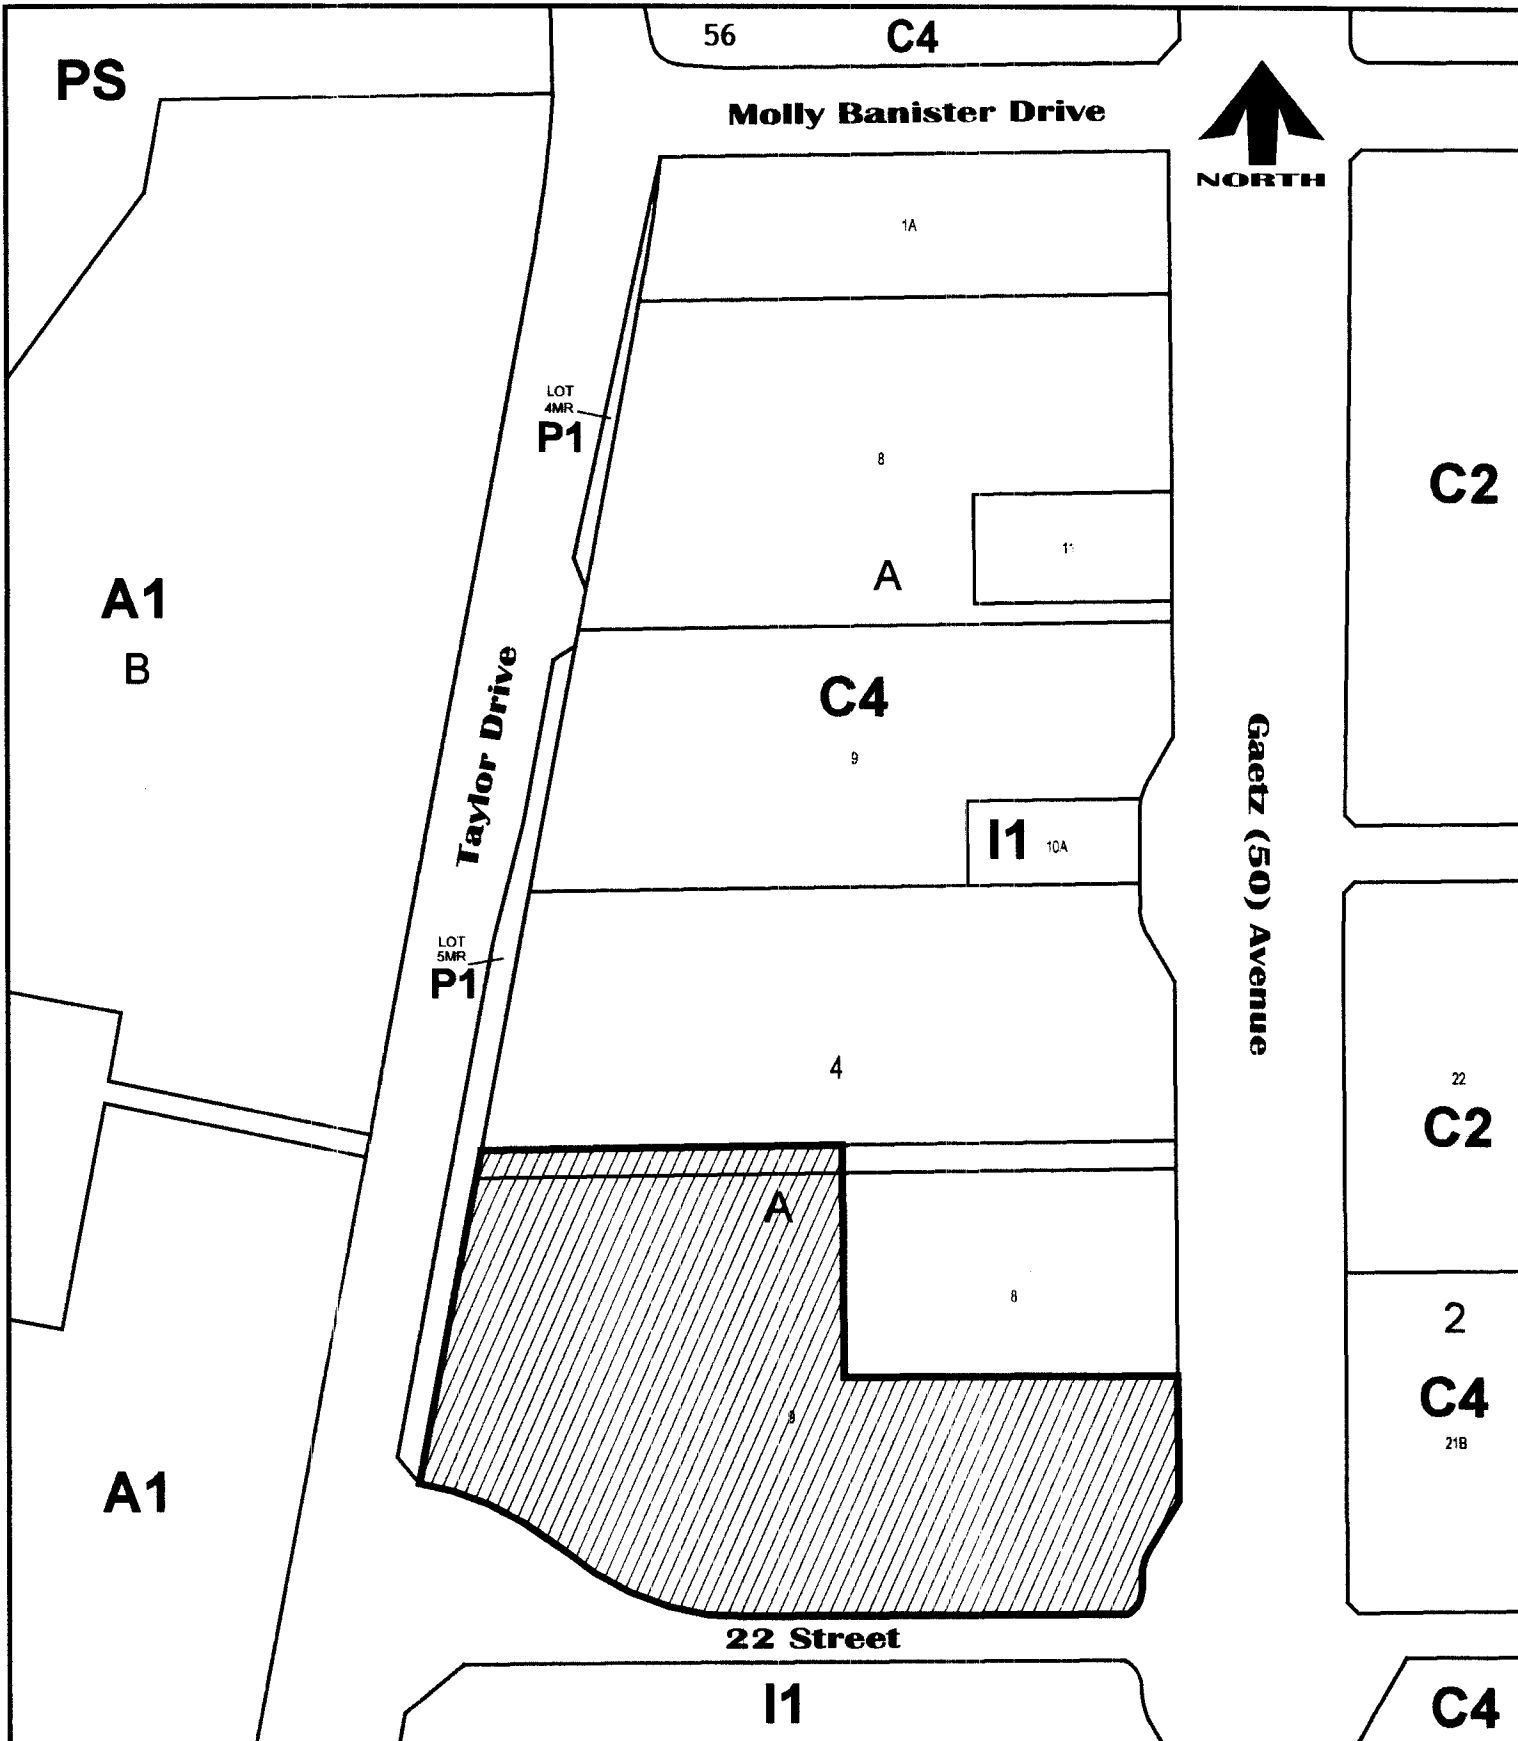 56
C4
PS
Molly Banister Drive
NORTH
1A
LOT
4MR
P1
8
C2
11
A
A1
B
Taylor Drive
C4
9
Gaetz (50) Avenue
I1
10A
LOT
5MR
P1
4
22
C2
A
8
2
C4
21B
9
A1
22 Street
I1
C4